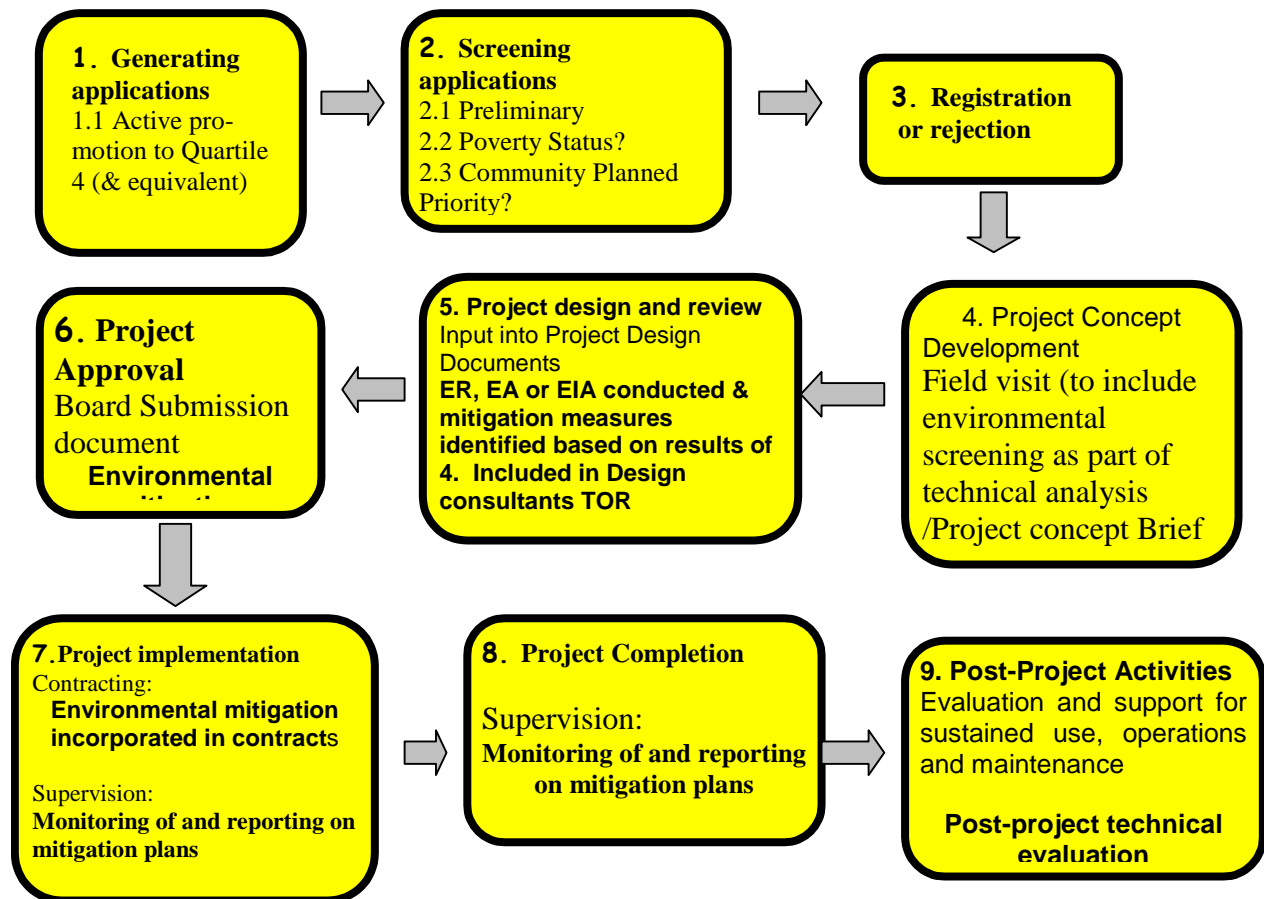 1. Generating
applications
1.1 Active pro-
motion to Quartile
4 (& equivalent)
2. Screening
applications
2.1 Preliminary
2.2 Poverty Status?
2.3 Community Planned
Priority?
3. Registration
or rejection
4. Project Concept
Development
Field visit (to include
environmental
screening as part of
technical analysis
/Project concept Brief
5. Project design and review
Input into Project Design
Documents
ER, EA or EIA conducted &
mitigation measures
identified based on results of
4. Included in Design
consultants TOR
6. Project
Approval
Board Submission
document
Environmental
7.Project implementation
Contracting:
Environmental mitigation
incorporated in contracts
Supervision:
Monitoring of and reporting on
mitigation plans
8. Project Completion
Supervision:
Monitoring of and reporting
on mitigation plans
9. Post-Project Activities
Evaluation and support for
sustained use, operations
and maintenance
Post-project technical
evaluation